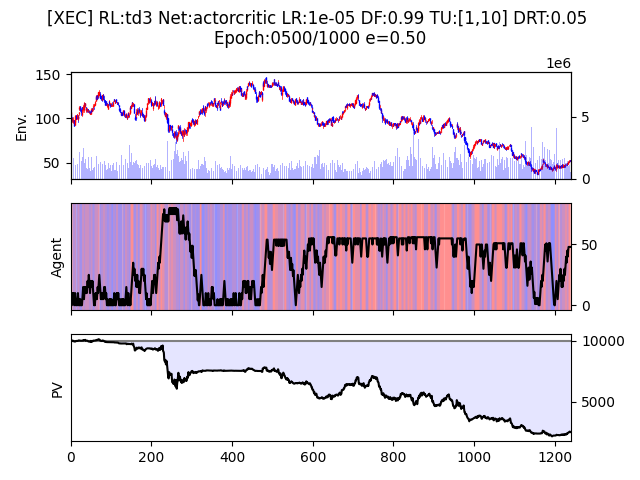 [XEC] RL:td3 Net:actorcritic LR:1e-05 DF:0.99 TU:[1,10] DRT:0.05
Epoch:0500/1000 e=0.50
1e6
150
100
50
Env.
5
0
Agent
50
0
PV
10000
5000
0 200 400 600 800 1000 1200